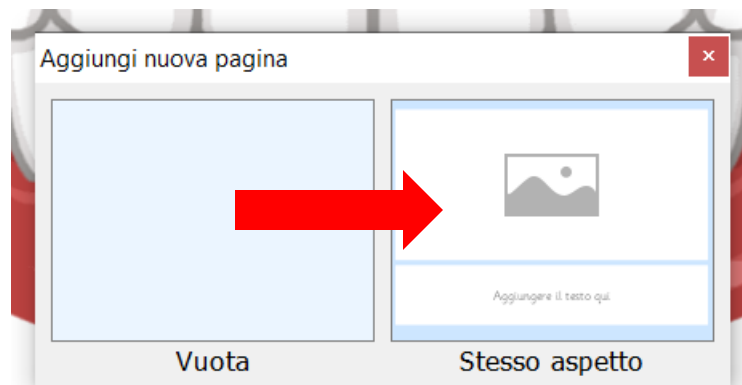 Aggiungi nuova pagina
Aggiungere il testo qui
Vuota
Stesso aspetto